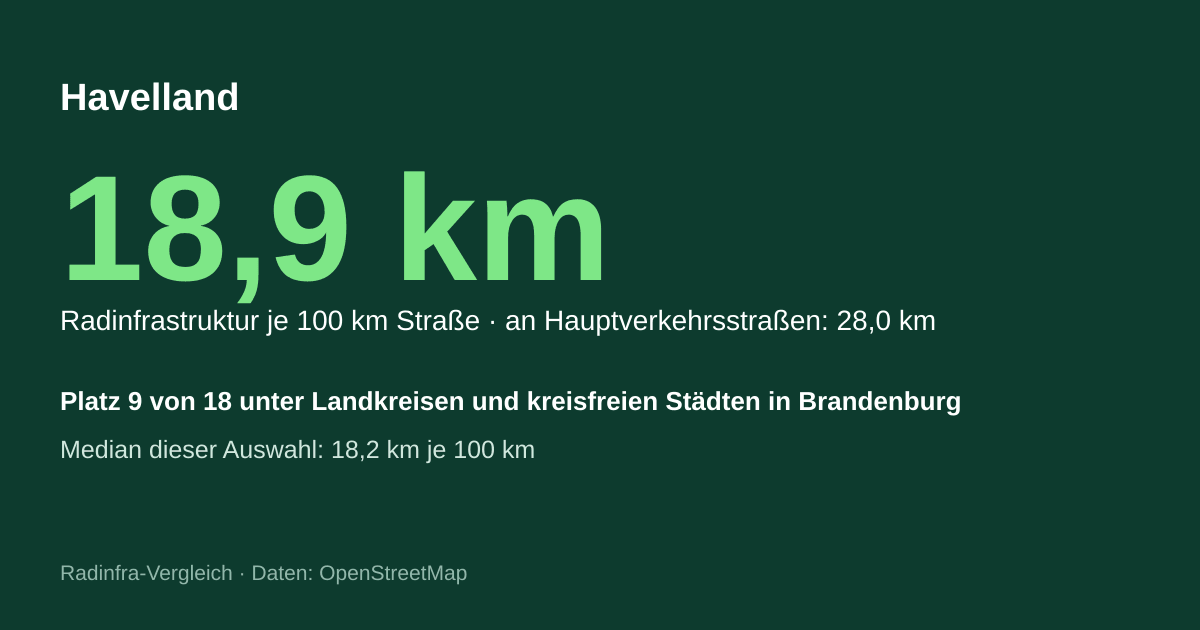 Havelland
18,9 km
Radinfrastruktur je 100 km Straße · an Hauptverkehrsstraßen: 28,0 km
Platz 9 von 18 unter Landkreisen und kreisfreien Städten in Brandenburg
Median dieser Auswahl: 18,2 km je 100 km
Radinfra-Vergleich · Daten: OpenStreetMap